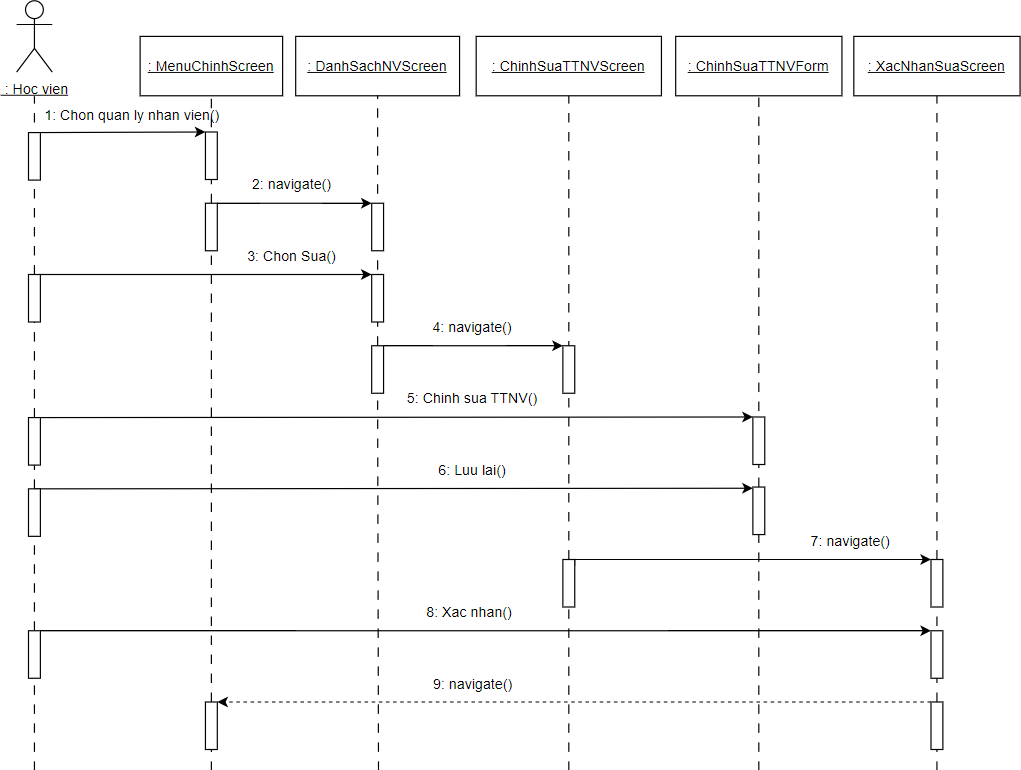 : MenuChinhScreen
: DanhSachNVScreen
: ChinhSuaTTNVScreen
: ChinhSuaTTNVForm
: XacNhanSuaScreen
: Hoc vien
1: Chon quan ly nhan vien()
2: navigate()
3: Chon Sua()
4: navigate()
5: Chinh sua TTNV()
6: Luu lai()
7: navigate()
8: Xac nhan()
9: navigate()